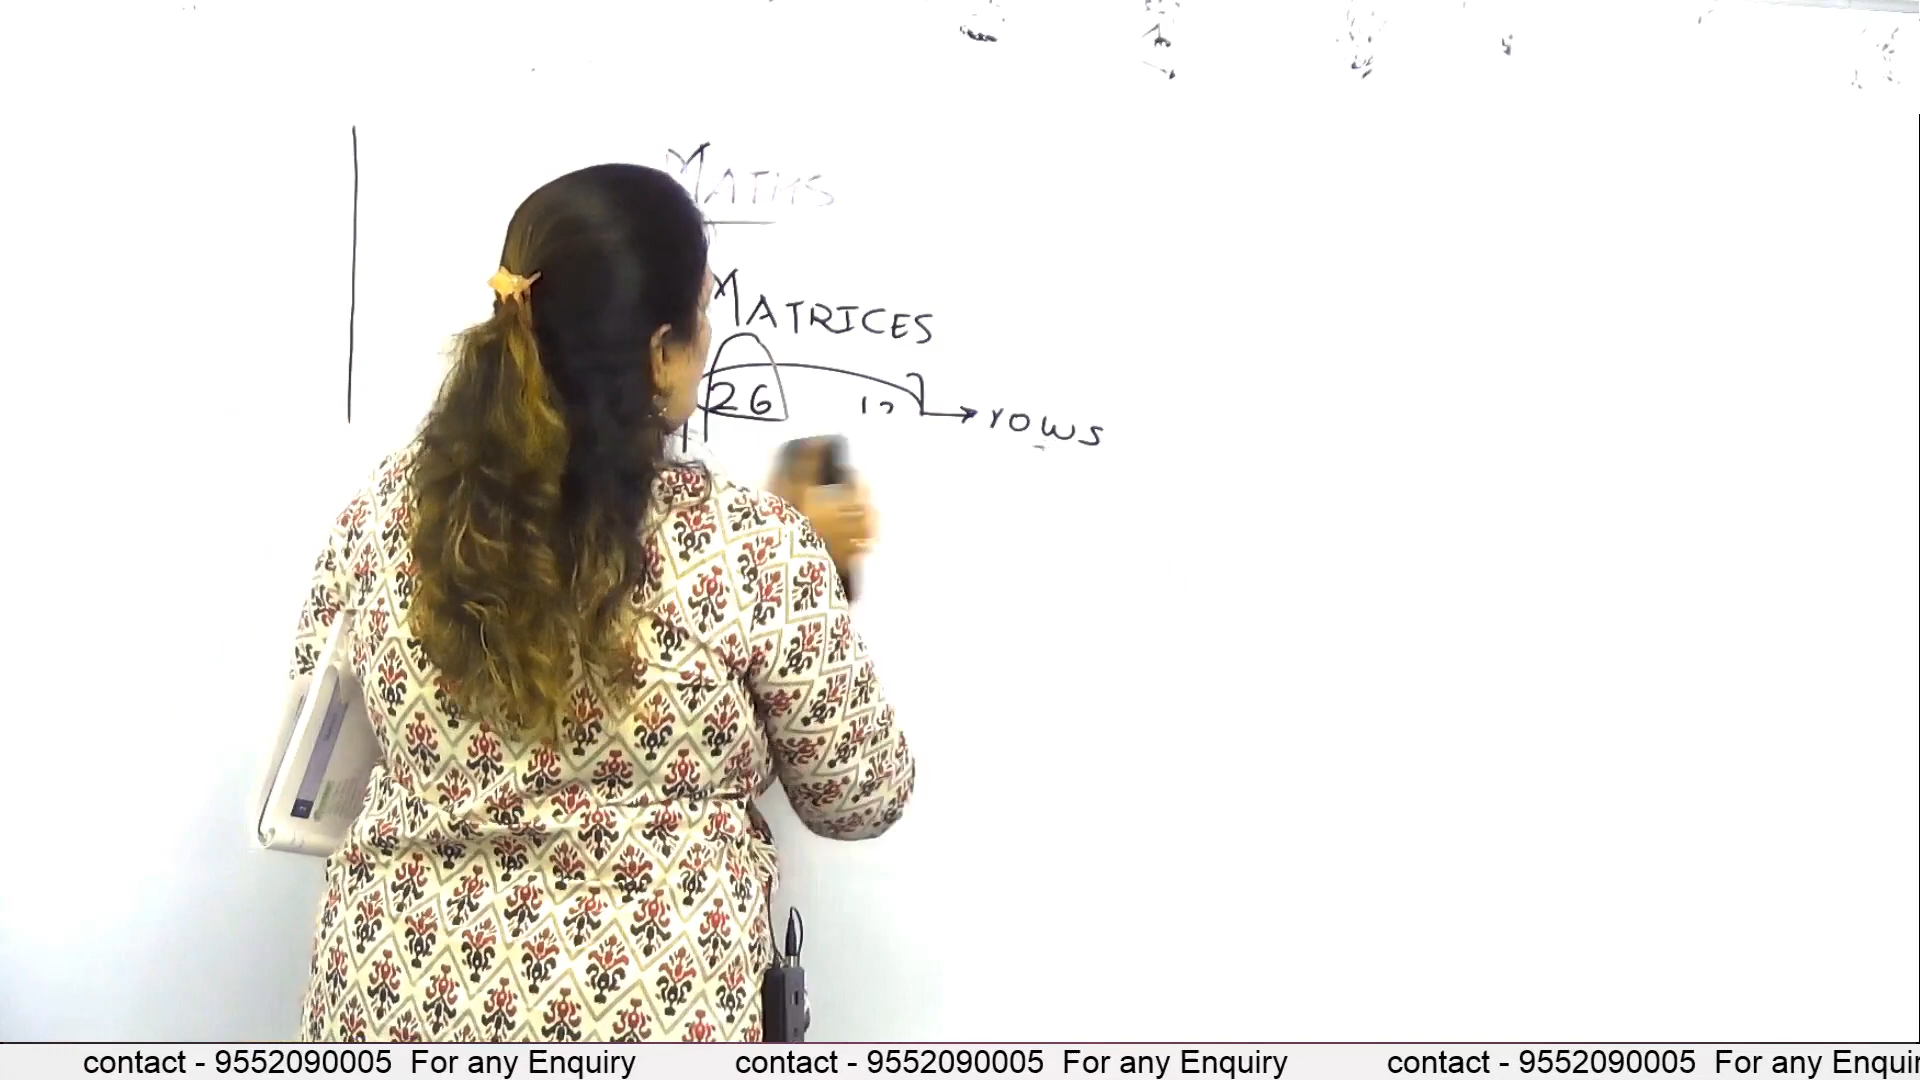 MATHS
MATRICES
26 → rows
contact - 9552090005 For any Enquiry contact - 9552090005 For any Enquiry contact - 9552090005 For any Enquir